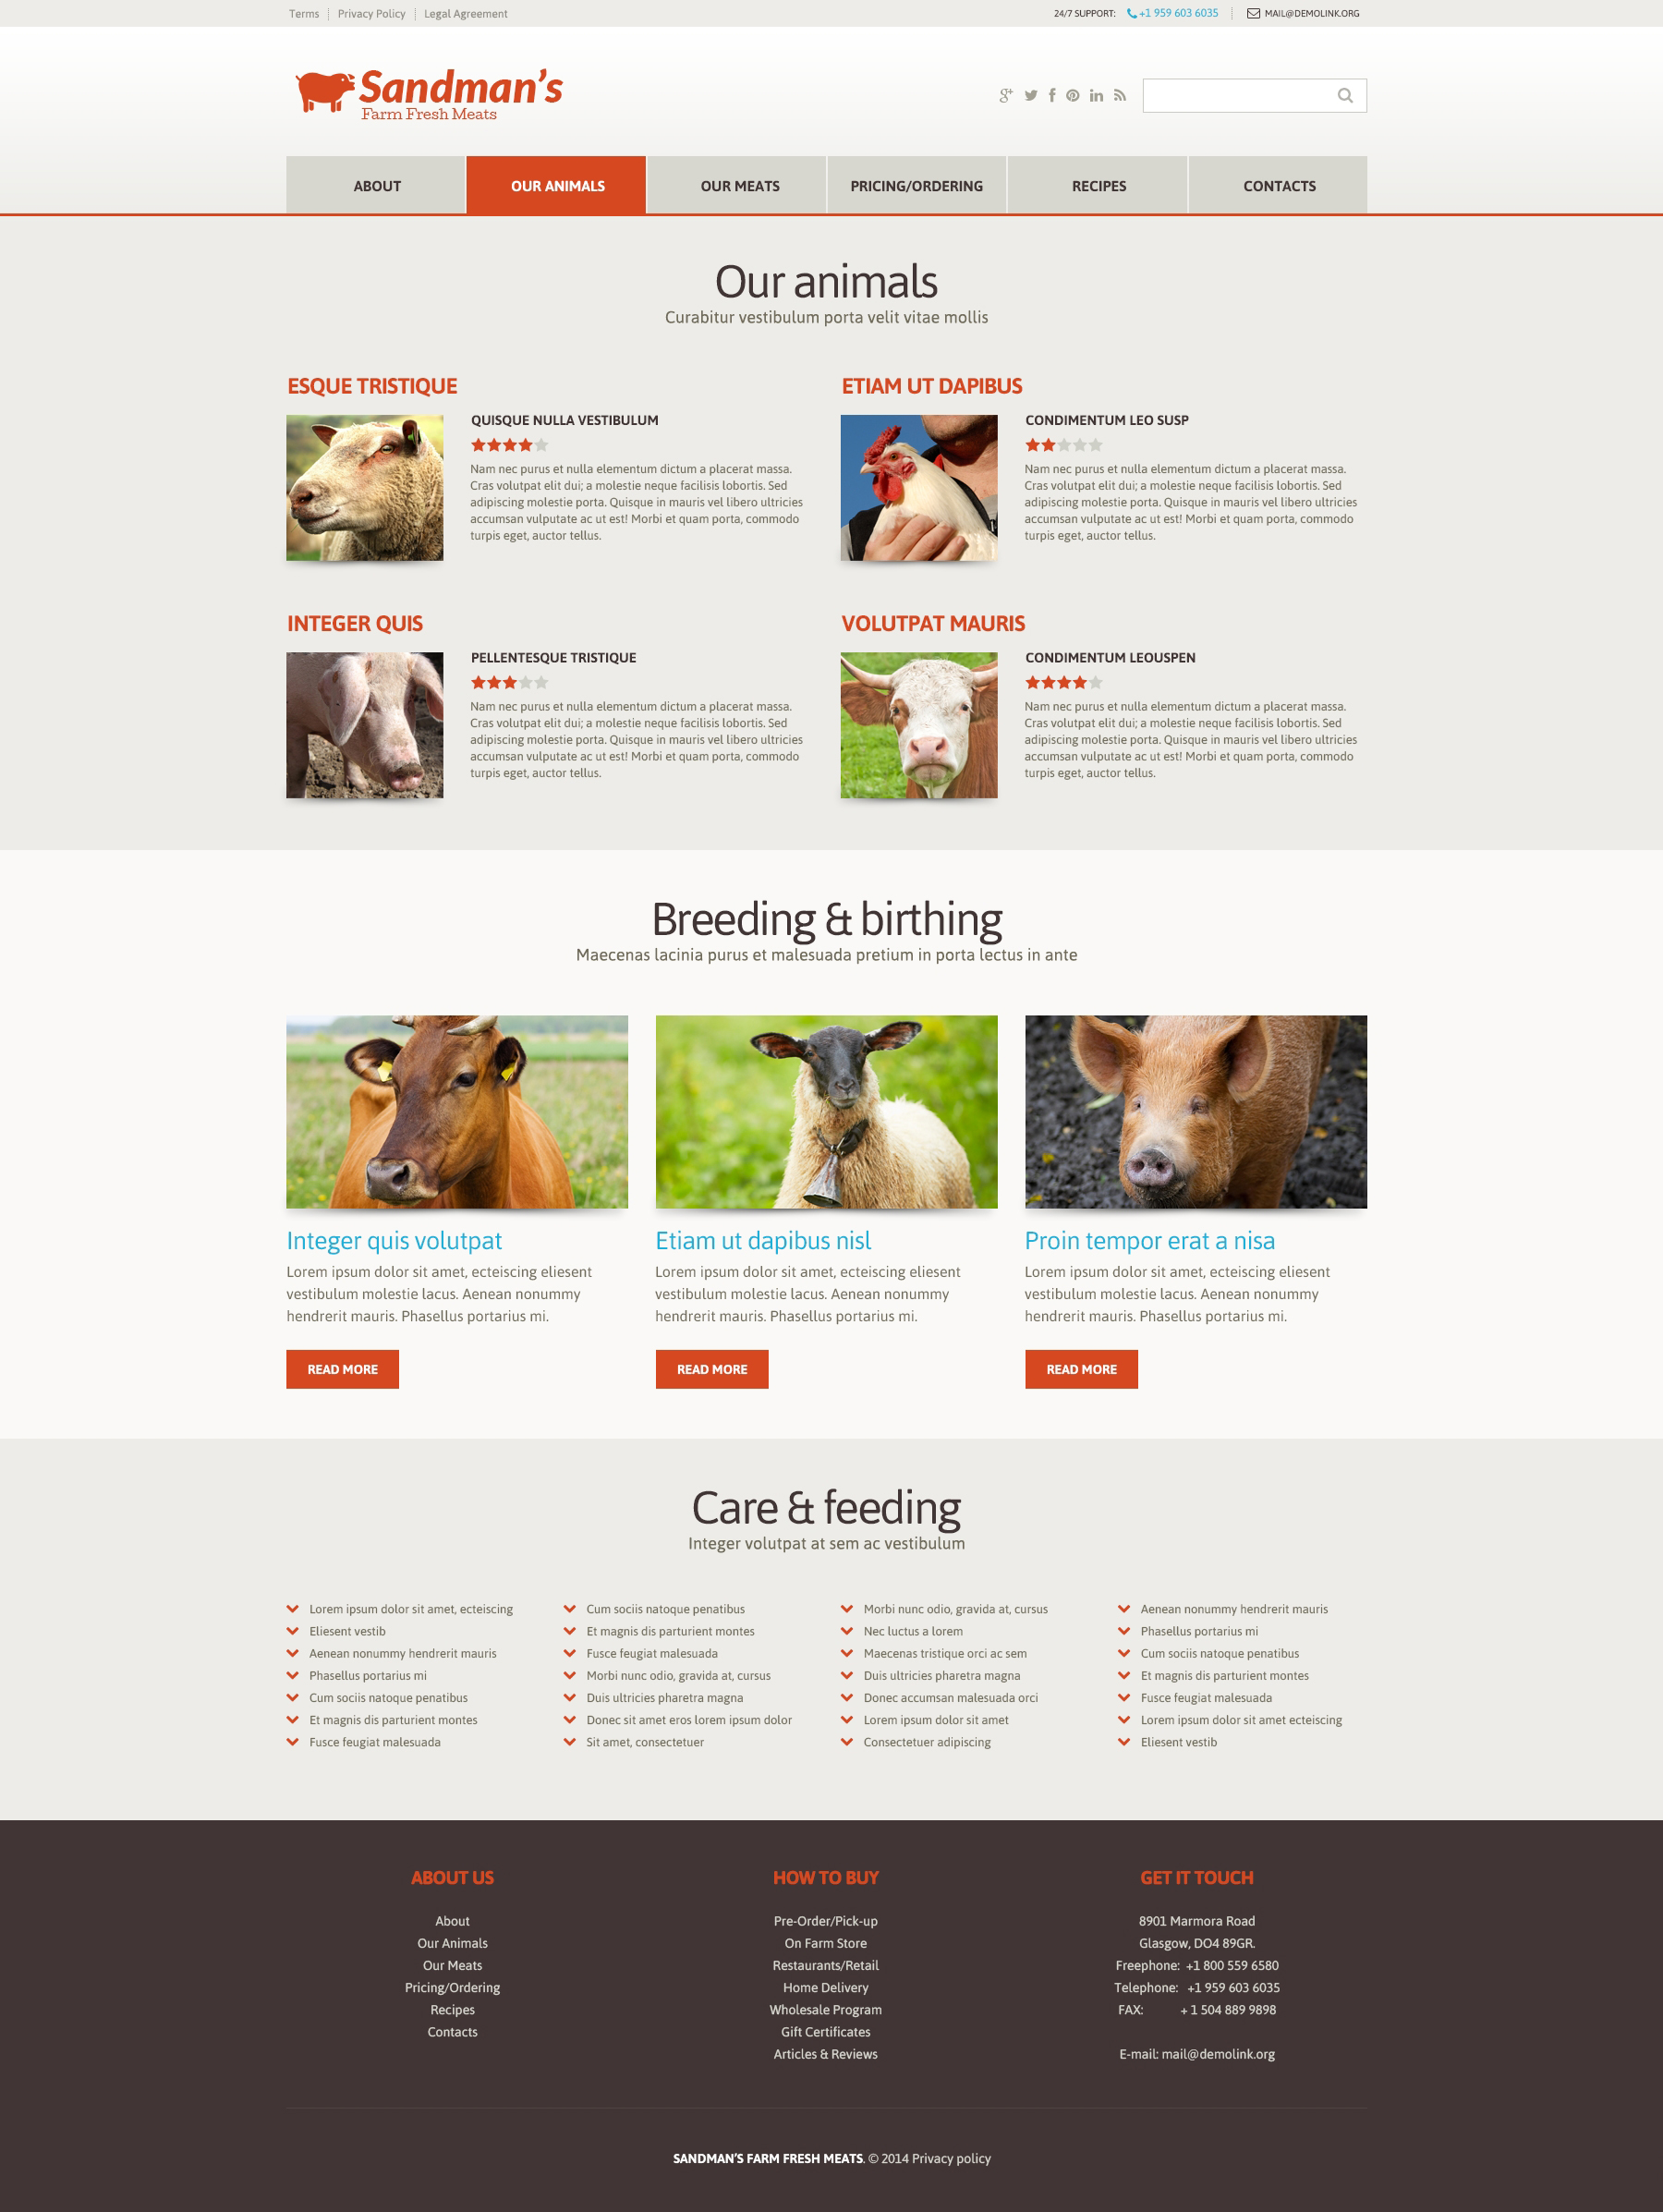 Terms Privacy Policy Legal Agreement 24/7 SUPPORT: +1 959 603 6035 MAIL@DEMOLINK.ORG
Sandman's
Farm Fresh Meats
ABOUT OUR ANIMALS OUR MEATS PRICING/ORDERING RECIPES CONTACTS
Our animals
Curabitur vestibulum porta velit vitae mollis
ESQUE TRISTIQUE
QUISQUE NULLA VESTIBULUM
Nam nec purus et nulla elementum dictum a placerat massa.
Cras volutpat elit dui; a molestie neque facilisis lobortis. Sed
adipiscing molestie porta. Quisque in mauris vel libero ultricies
accumsan vulputate ac ut est! Morbi et quam porta, commodo
turpis eget, auctor tellus.
ETIAM UT DAPIBUS
CONDIMENTUM LEO SUSP
Nam nec purus et nulla elementum dictum a placerat massa.
Cras volutpat elit dui; a molestie neque facilisis lobortis. Sed
adipiscing molestie porta. Quisque in mauris vel libero ultricies
accumsan vulputate ac ut est! Morbi et quam porta, commodo
turpis eget, auctor tellus.
INTEGER QUIS
PELLENTESQUE TRISTIQUE
Nam nec purus et nulla elementum dictum a placerat massa.
Cras volutpat elit dui; a molestie neque facilisis lobortis. Sed
adipiscing molestie porta. Quisque in mauris vel libero ultricies
accumsan vulputate ac ut est! Morbi et quam porta, commodo
turpis eget, auctor tellus.
VOLUTPAT MAURIS
CONDIMENTUM LEOUSPEN
Nam nec purus et nulla elementum dictum a placerat massa.
Cras volutpat elit dui; a molestie neque facilisis lobortis. Sed
adipiscing molestie porta. Quisque in mauris vel libero ultricies
accumsan vulputate ac ut est! Morbi et quam porta, commodo
turpis eget, auctor tellus.
Breeding & birthing
Maecenas lacinia purus et malesuada pretium in porta lectus in ante
Integer quis volutpat
Lorem ipsum dolor sit amet, ecteiscing eliesent
vestibulum molestie lacus. Aenean nonummy
hendrerit mauris. Phasellus portarius mi.
READ MORE
Etiam ut dapibus nisl
Lorem ipsum dolor sit amet, ecteiscing eliesent
vestibulum molestie lacus. Aenean nonummy
hendrerit mauris. Phasellus portarius mi.
READ MORE
Proin tempor erat a nisa
Lorem ipsum dolor sit amet, ecteiscing eliesent
vestibulum molestie lacus. Aenean nonummy
hendrerit mauris. Phasellus portarius mi.
READ MORE
Care & feeding
Integer volutpat at sem ac vestibulum
Lorem ipsum dolor sit amet, ecteiscing
Eliesent vestib
Aenean nonummy hendrerit mauris
Phasellus portarius mi
Cum sociis natoque penatibus
Et magnis dis parturient montes
Fusce feugiat malesuada
Cum sociis natoque penatibus
Et magnis dis parturient montes
Fusce feugiat malesuada
Morbi nunc odio, gravida at, cursus
Duis ultricies pharetra magna
Donec sit amet eros lorem ipsum dolor
Sit amet, consectetuer
Morbi nunc odio, gravida at, cursus
Nec luctus a lorem
Maecenas tristique orci ac sem
Duis ultricies pharetra magna
Donec accumsan malesuada orci
Lorem ipsum dolor sit amet
Consectetuer adipiscing
Aenean nonummy hendrerit mauris
Phasellus portarius mi
Cum sociis natoque penatibus
Et magnis dis parturient montes
Fusce feugiat malesuada
Lorem ipsum dolor sit amet ecteiscing
Eliesent vestib
ABOUT US
About
Our Animals
Our Meats
Pricing/Ordering
Recipes
Contacts
HOW TO BUY
Pre-Order/Pick-up
On Farm Store
Restaurants/Retail
Home Delivery
Wholesale Program
Gift Certificates
Articles & Reviews
GET IT TOUCH
8901 Marmora Road
Glasgow, DO4 89GR.
Freephone: +1 800 559 6580
Telephone: +1 959 603 6035
FAX: + 1 504 889 9898
E-mail: mail@demolink.org
SANDMAN'S FARM FRESH MEATS. © 2014 Privacy policy